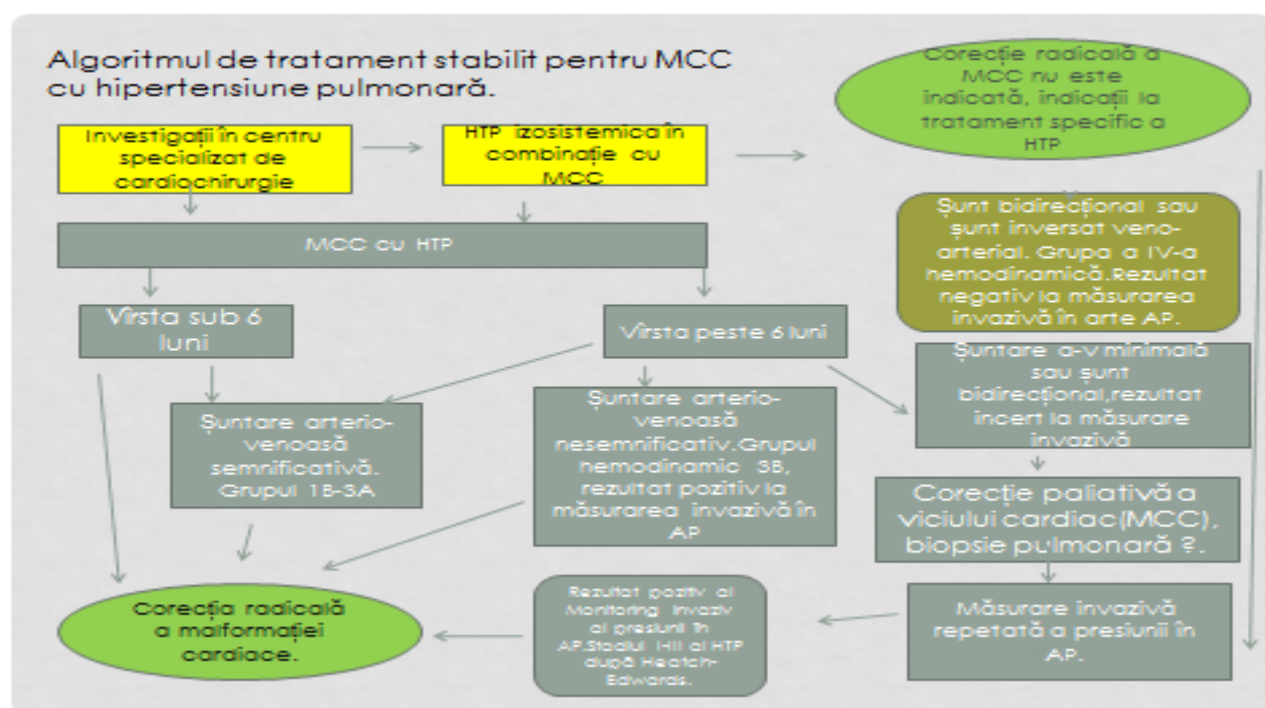 Algoritmul de tratament stabilit pentru MCC
cu hipertensiune pulmonară.
Corecție radicală a
MCC nu este
indicată, indicații la
tratament specific a
HTP
Investigații în centru
specializat de
cardiochirurgie
HTP izosistemica în
combinație cu
MCC
MCC cu HTP
Șunt bidirecțional sau
șunt inversat veno-
arterial. Grupa a IV-a
hemodinamică.Rezultat
negativ la măsurarea
invazivă în arte AP.
Vîrsta sub 6
luni
Vîrsta peste 6 luni
Șuntare a-v minimală
sau șunt
bidirecțional,rezultat
incert la măsurare
invazivă
Șuntare arterio-
venoasă
semnificativă.
Grupul 1B-3A
Șuntare arterio-
venoasă
nesemnificativ.Grupul
hemodinamic 3B,
rezultat pozitiv la
măsurarea invazivă în
AP
Corecție paliativă a
viciului cardiac(MCC),
biopsie pulmonară ?.
Corecția radicală
a malformației
cardiace.
Rezultat pozitiv al
Monitoring invaziv
al presiunii în
AP.Stadiul I-III al HTP
după Heatch-
Edwards.
Măsurare invazivă
repetată a presiunii în
AP.